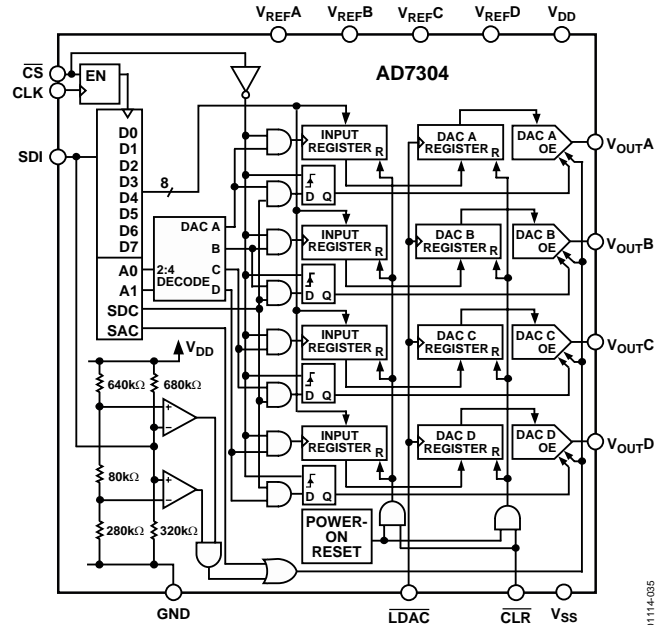 VREFA VREFB VREFC VREFD VDD
AD7304
CS
EN
CLK
SDI
D0
D1
D2
D3
D4
D5
D6
D7
8
A0
A1
SDC
SAC
2:4
DECODE
DAC A
B
C
D
INPUT
REGISTER R
DAC A
REGISTER R
DAC A
OE
VOUTA
D Q
INPUT
REGISTER R
DAC B
REGISTER R
DAC B
OE
VOUTB
D Q
INPUT
REGISTER R
DAC C
REGISTER R
DAC C
OE
VOUTC
D Q
INPUT
REGISTER R
DAC D
REGISTER R
DAC D
OE
VOUTD
D Q
VDD
640kΩ 680kΩ
+
–
80kΩ
+
–
280kΩ 320kΩ
POWER-
ON
RESET
GND LDAC CLR VSS
01114-035